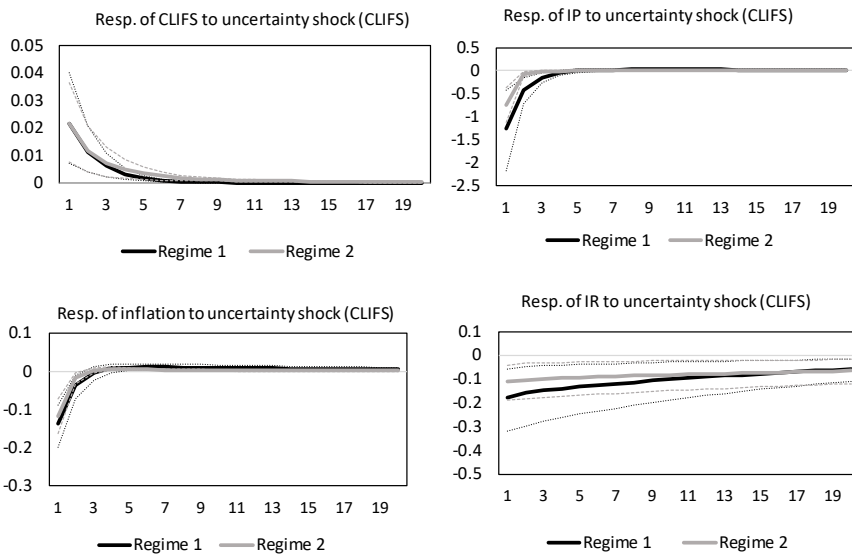 Resp. of CLIFS to uncertainty shock (CLIFS)
0.05
0.04
0.03
0.02
0.01
0
1 3 5 7 9 11 13 15 17 19
Regime 1 Regime 2
Resp. of IP to uncertainty shock (CLIFS)
0.5
0
-0.5
-1
-1.5
-2
-2.5
1 3 5 7 9 11 13 15 17 19
Regime 1 Regime 2
Resp. of inflation to uncertainty shock (CLIFS)
0.1
0
-0.1
-0.2
-0.3
1 3 5 7 9 11 13 15 17 19
Regime 1 Regime 2
Resp. of IR to uncertainty shock (CLIFS)
0.1
0
-0.1
-0.2
-0.3
-0.4
-0.5
1 3 5 7 9 11 13 15 17 19
Regime 1 Regime 2